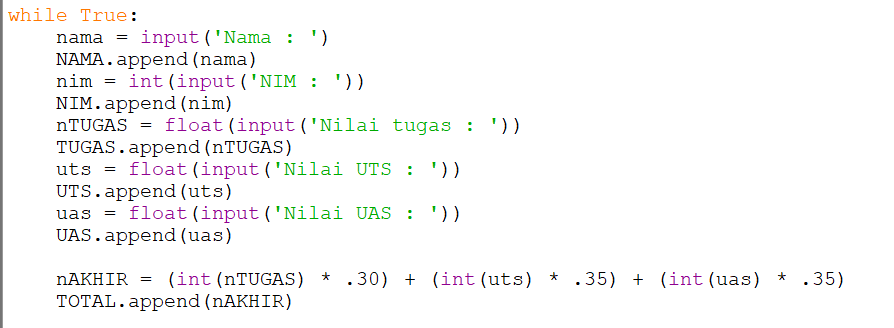 while True:
    nama = input('Nama : ')
    NAMA.append(nama)
    nim = int(input('NIM : '))
    NIM.append(nim)
    nTUGAS = float(input('Nilai tugas : '))
    TUGAS.append(nTUGAS)
    uts = float(input('Nilai UTS : '))
    UTS.append(uts)
    uas = float(input('Nilai UAS : '))
    UAS.append(uas)

    nAKHIR = (int(nTUGAS) * .30) + (int(uts) * .35) + (int(uas) * .35)
    TOTAL.append(nAKHIR)